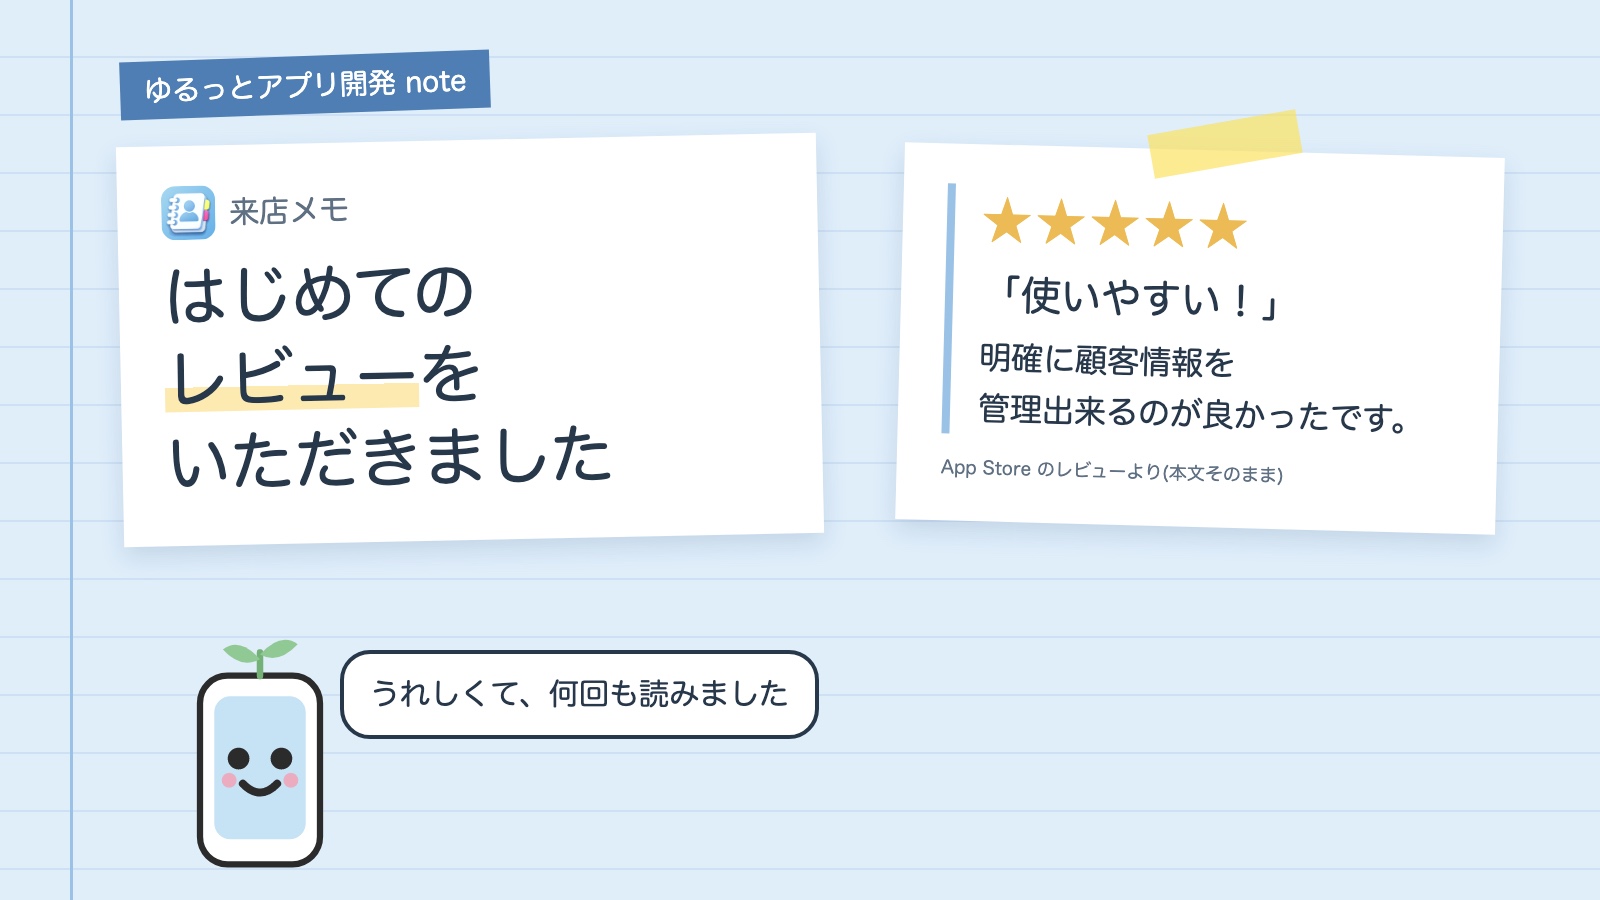 ゆるっとアプリ開発 note
来店メモ
はじめての
レビューを
いただきました
★★★★★
「使いやすい！」
明確に顧客情報を
管理出来るのが良かったです。
App Store のレビューより(本文そのまま)
うれしくて、何回も読みました